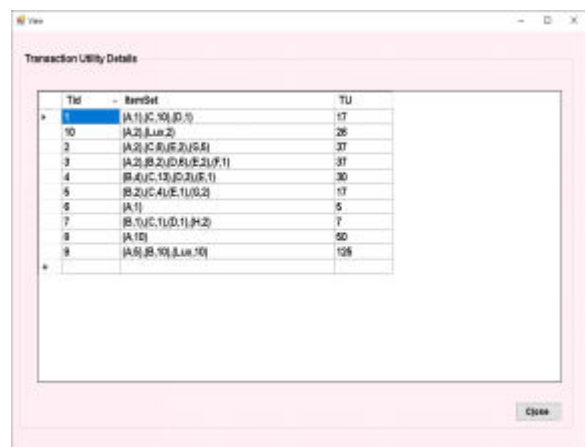 View
Transaction Utility Details
Tid ItemSet TU
1 (A,1),(C,10),(D,1) 17
10 (A,2),(Lux,2) 26
2 (A,2),(C,6),(E,2),(G,5) 37
3 (A,2),(B,2),(D,6),(E,2),(F,1) 37
4 (B,4),(C,13),(D,3),(E,1) 30
5 (B,2),(C,4),(E,1),(G,2) 17
6 (A,1) 5
7 (B,1),(C,1),(D,1),(H,2) 7
8 (A,10) 50
9 (A,5),(B,10),(Lux,10) 125
Close